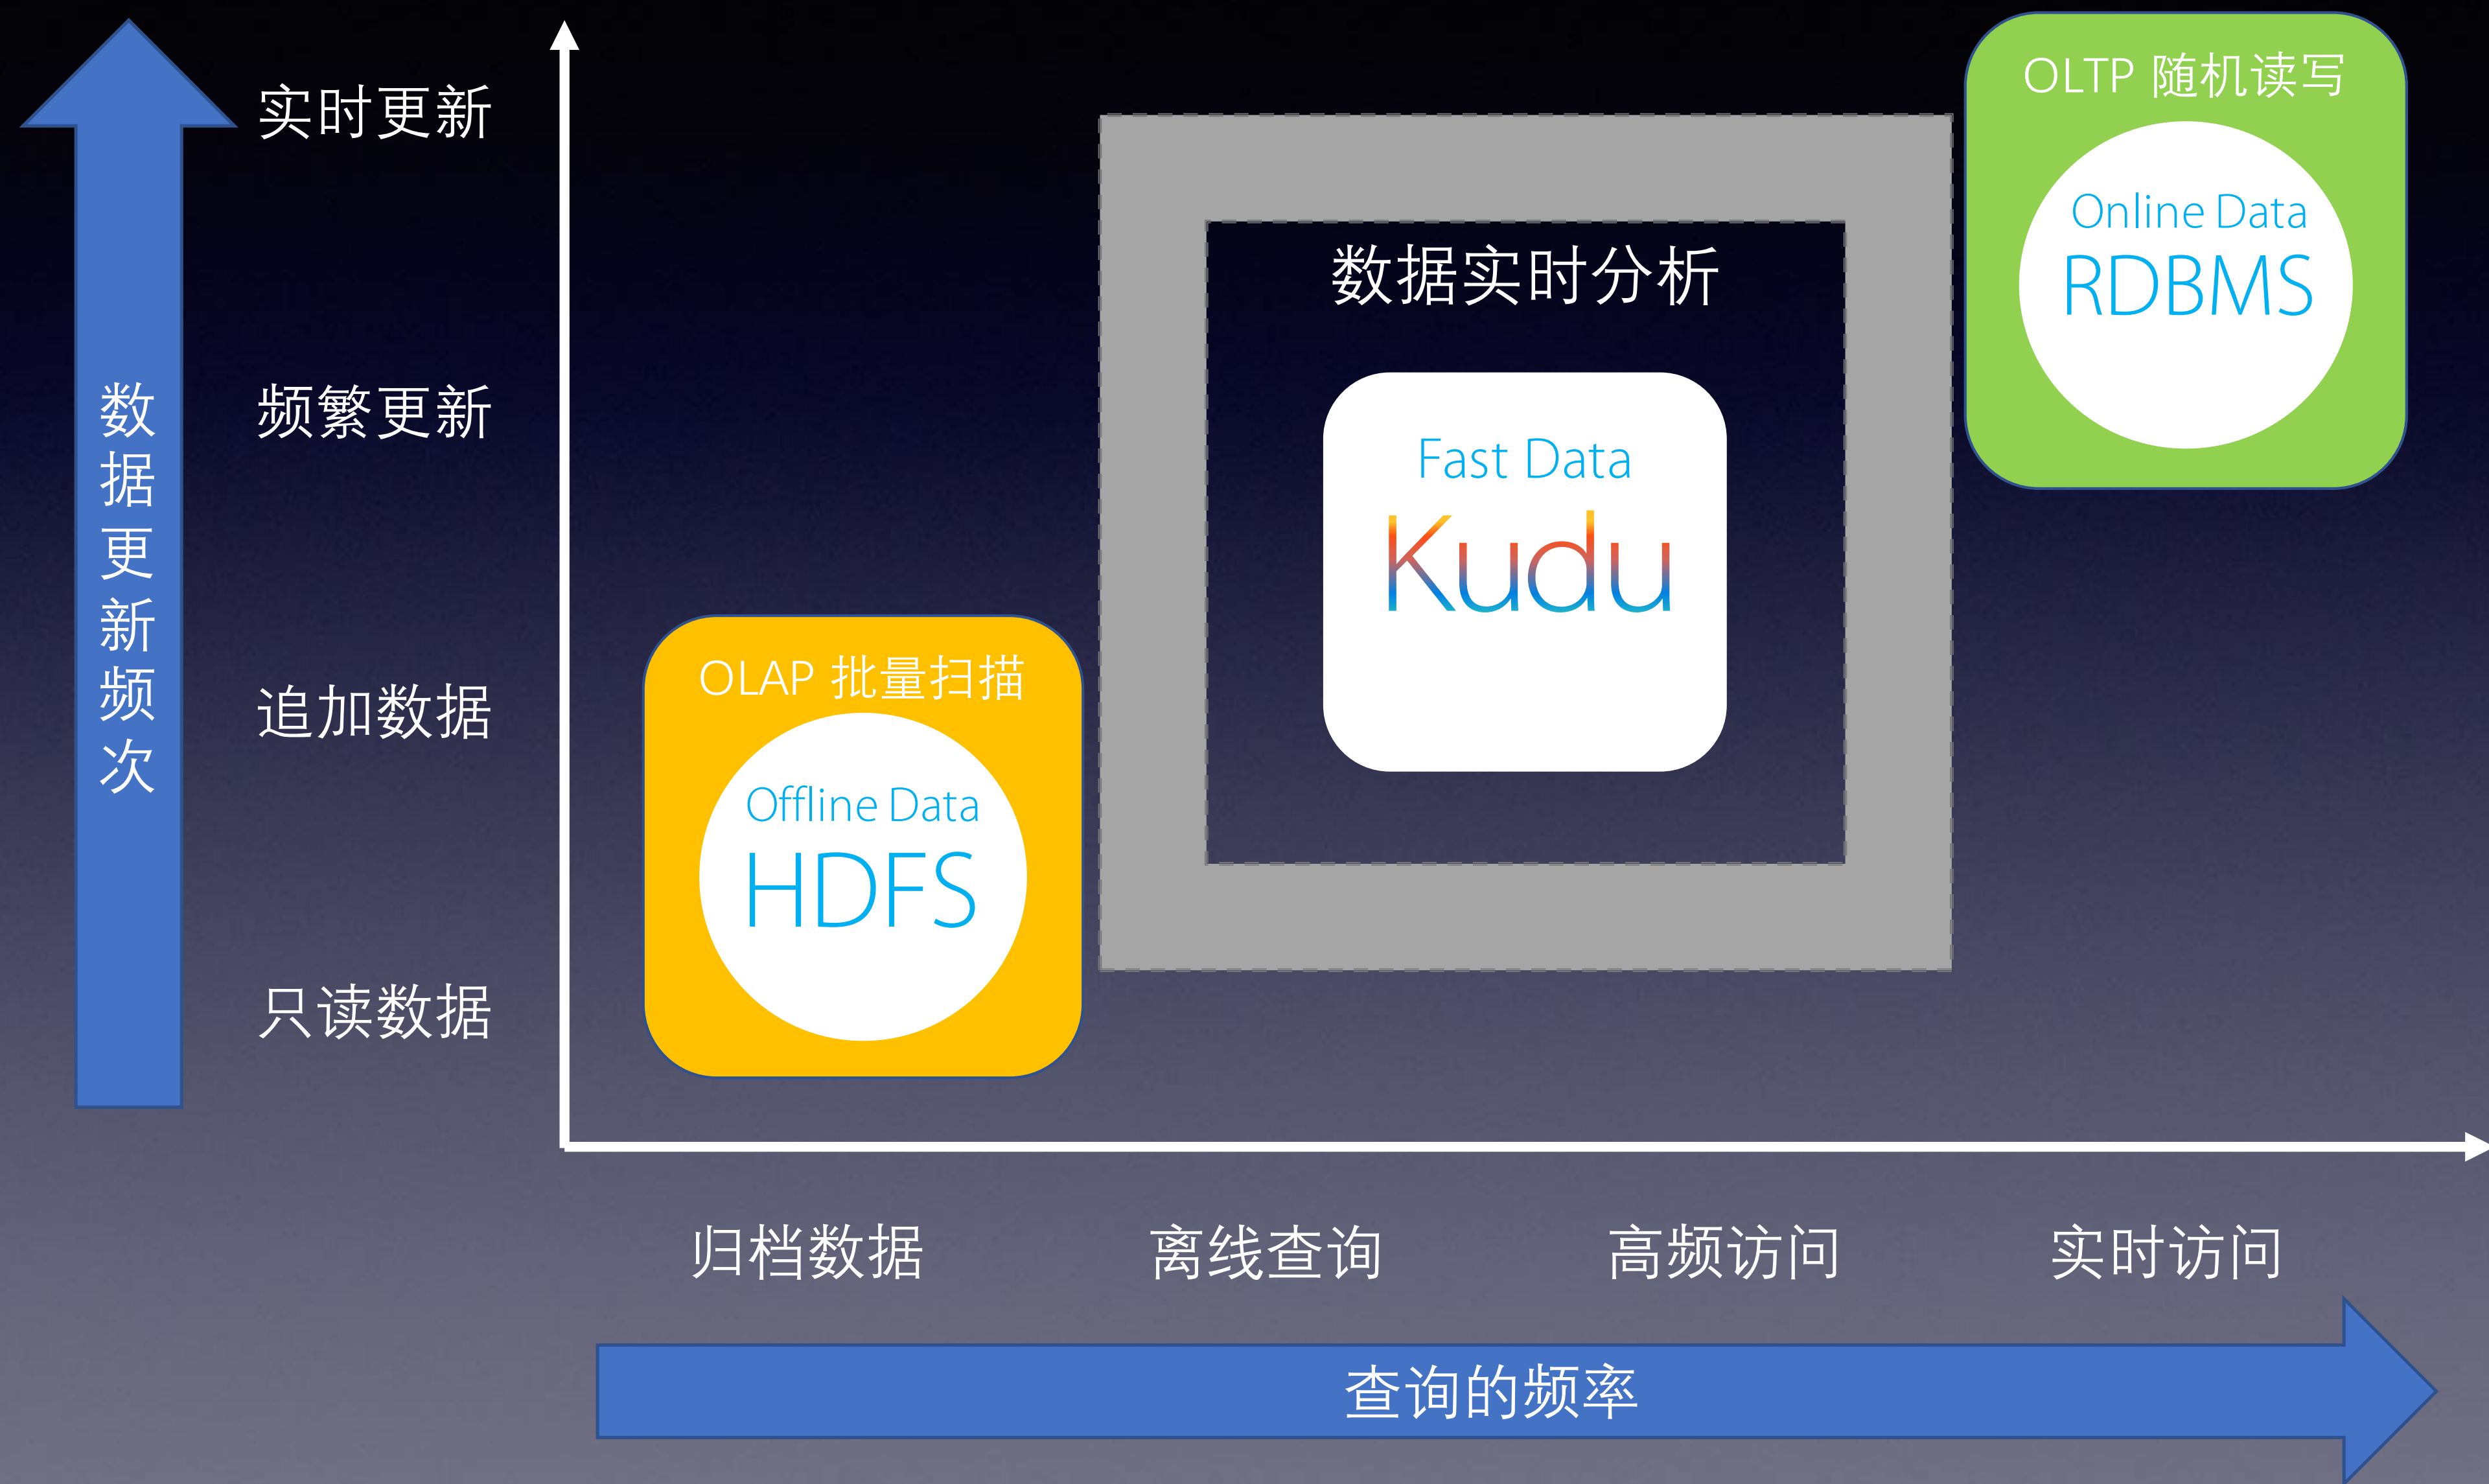 数据更新频次
实时更新
频繁更新
追加数据
只读数据
OLTP 随机读写
Online Data
RDBMS
数据实时分析
Fast Data
Kudu
OLAP 批量扫描
Offline Data
HDFS
归档数据
离线查询
高频访问
实时访问
查询的频率